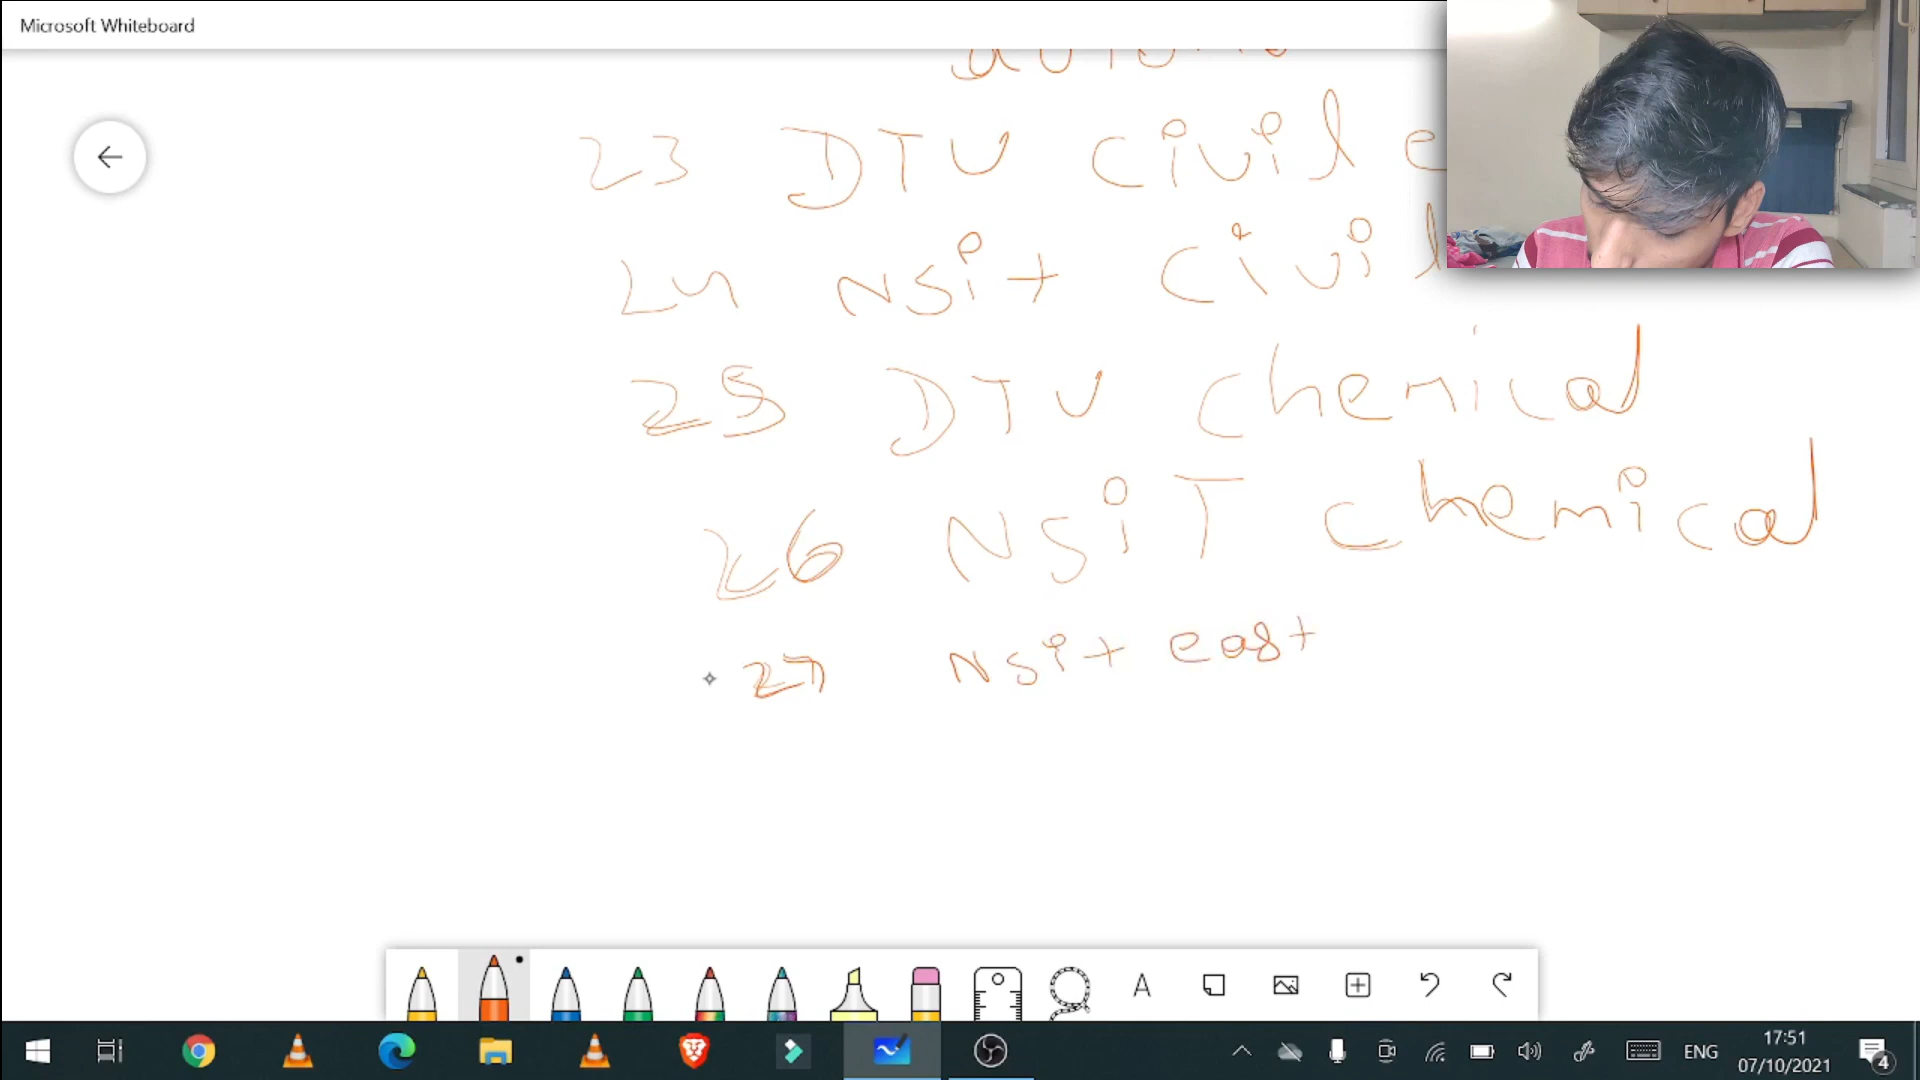 Microsoft Whiteboard
23 DTU civil e
24 NSit civil
25 DTU chemical
26 NSiT chemical
27 NSit east
A
ENG
17:51
07/10/2021
4